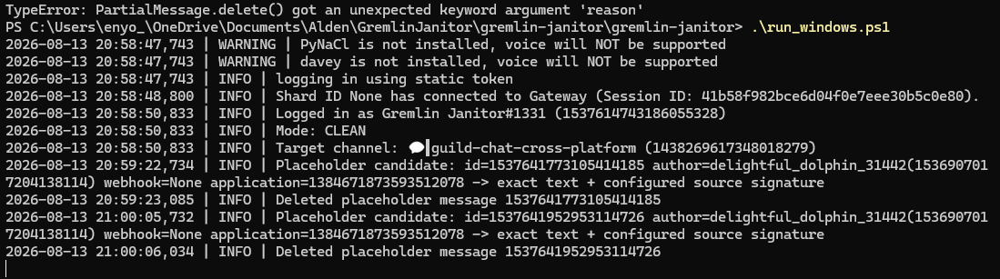 TypeError: PartialMessage.delete() got an unexpected keyword argument 'reason'
PS C:\Users\enyo_\OneDrive\Documents\Alden\GremlinJanitor\gremlin-janitor\gremlin-janitor> .\run_windows.ps1
2026-08-13 20:58:47,743 | WARNING | PyNaCl is not installed, voice will NOT be supported
2026-08-13 20:58:47,743 | WARNING | davey is not installed, voice will NOT be supported
2026-08-13 20:58:47,743 | INFO | logging in using static token
2026-08-13 20:58:48,800 | INFO | Shard ID None has connected to Gateway (Session ID: 41b58f982bce6d04f0e7eee30b5c0e80).
2026-08-13 20:58:50,833 | INFO | Logged in as Gremlin Janitor#1331 (1537614743186055328)
2026-08-13 20:58:50,833 | INFO | Mode: CLEAN
2026-08-13 20:58:50,833 | INFO | Target channel: 💬┃guild-chat-cross-platform (1438269617348018279)
2026-08-13 20:59:22,734 | INFO | Placeholder candidate: id=1537641773105414185 author=delightful_dolphin_31442(153690701
7204138114) webhook=None application=1384671873593512078 -> exact text + configured source signature
2026-08-13 20:59:23,085 | INFO | Deleted placeholder message 1537641773105414185
2026-08-13 21:00:05,732 | INFO | Placeholder candidate: id=1537641952953114726 author=delightful_dolphin_31442(153690701
7204138114) webhook=None application=1384671873593512078 -> exact text + configured source signature
2026-08-13 21:00:06,034 | INFO | Deleted placeholder message 1537641952953114726